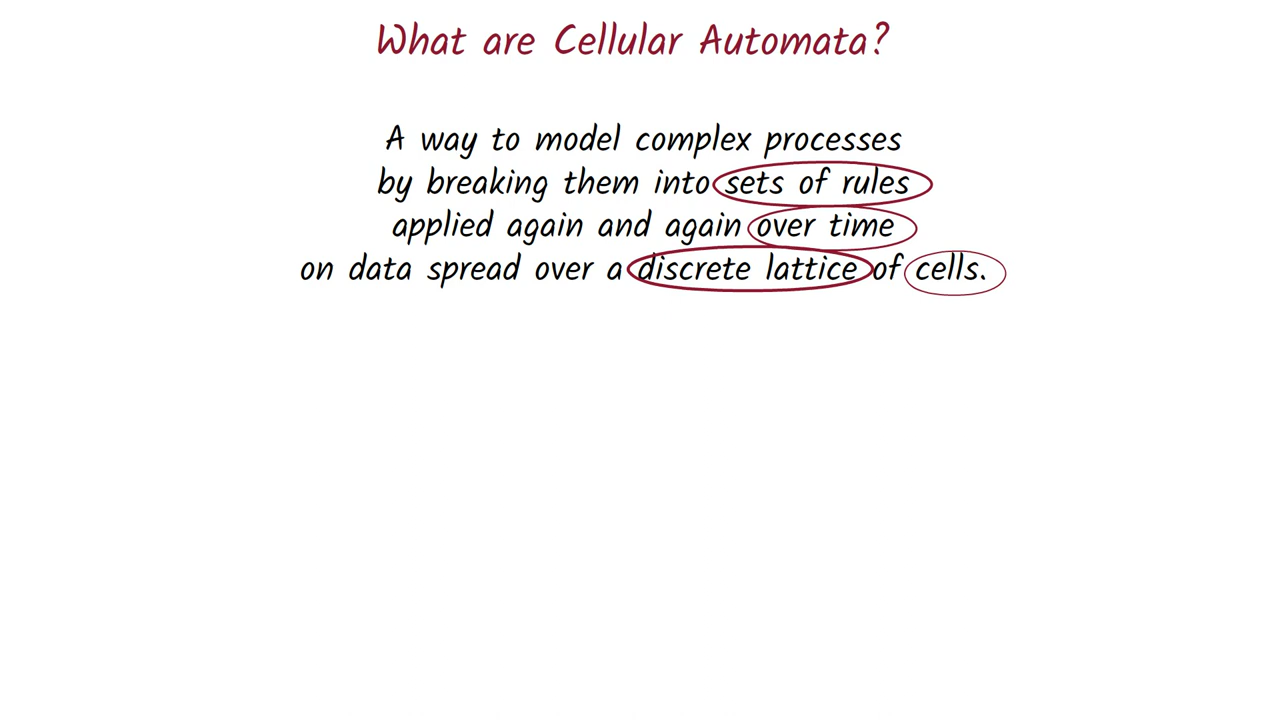 What are Cellular Automata?
A way to model complex processes
by breaking them into sets of rules
applied again and again over time
on data spread over a discrete lattice of cells.